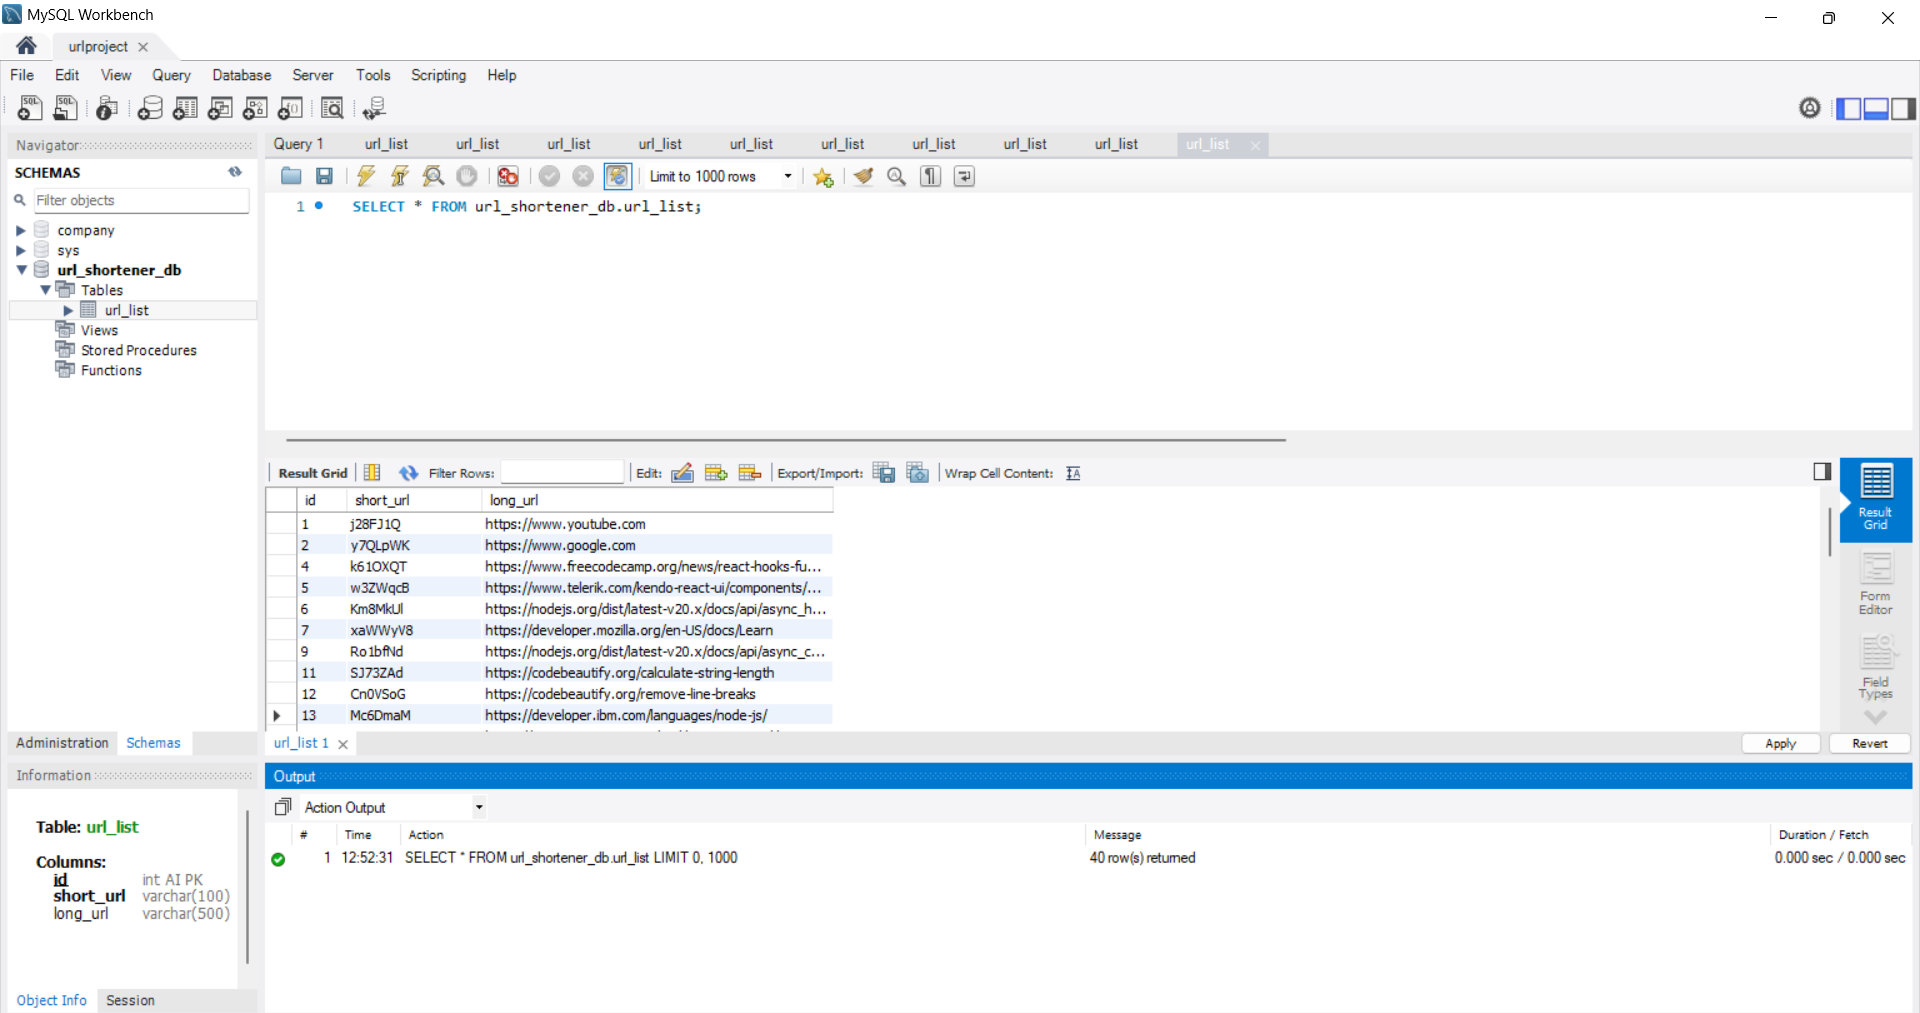 MySQL Workbench
urlproject
File Edit View Query Database Server Tools Scripting Help
Navigator
Query 1 url_list url_list url_list url_list url_list url_list url_list url_list url_list url_list
SCHEMAS
Limit to 1000 rows
Filter objects
1 SELECT * FROM url_shortener_db.url_list;
company
sys
url_shortener_db
Tables
url_list
Views
Stored Procedures
Functions
Result Grid Filter Rows: Edit: Export/Import: Wrap Cell Content:
id short_url long_url
1 j28FJ1Q https://www.youtube.com
2 y7QLpWK https://www.google.com
4 k61OXQT https://www.freecodecamp.org/news/react-hooks-fu...
5 w3ZWqcB https://www.telerik.com/kendo-react-ui/components/...
6 Km8MkUl https://nodejs.org/dist/latest-v20.x/docs/api/async_h...
7 xaWWyV8 https://developer.mozilla.org/en-US/docs/Learn
9 Ro1bfNd https://nodejs.org/dist/latest-v20.x/docs/api/async_c...
11 SJ73ZAd https://codebeautify.org/calculate-string-length
12 Cn0VSoG https://codebeautify.org/remove-line-breaks
13 Mc6DmaM https://developer.ibm.com/languages/node-js/
Result
Grid
Form
Editor
Field
Types
Administration Schemas
url_list 1
Apply Revert
Information
Output
Action Output
# Time Action Message Duration / Fetch
1 12:52:31 SELECT * FROM url_shortener_db.url_list LIMIT 0, 1000 40 row(s) returned 0.000 sec / 0.000 sec
Table: url_list
Columns:
id int AI PK
short_url varchar(100)
long_url varchar(500)
Object Info Session